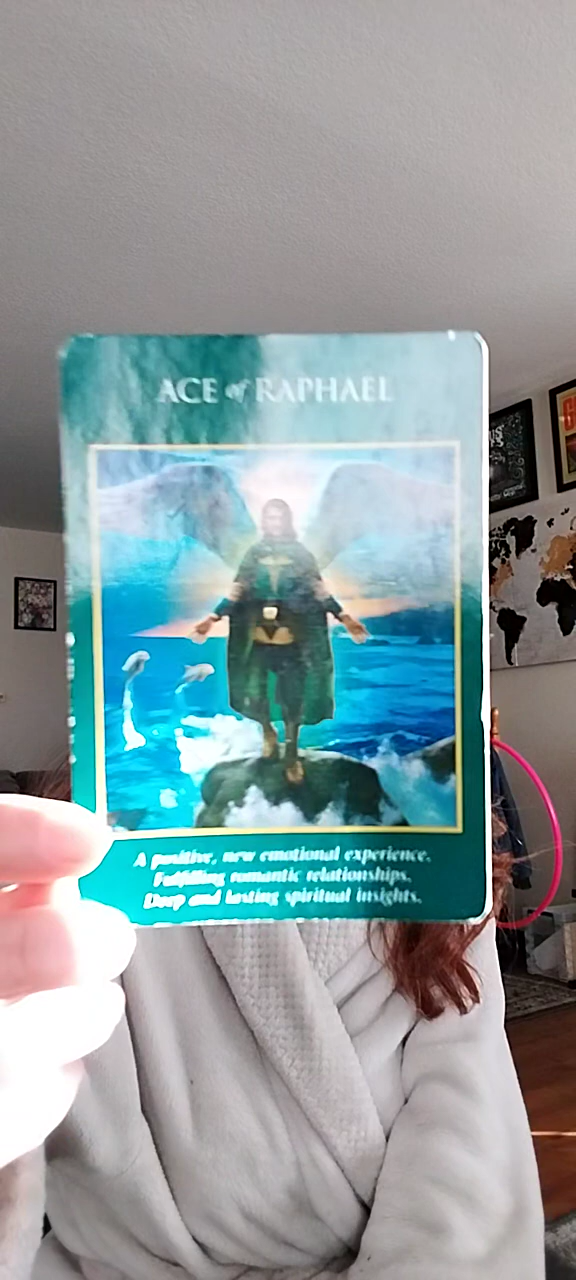 ACE of RAPHAEL
A positive, new emotional experience.
Fulfilling romantic relationships.
Deep and lasting spiritual insights.